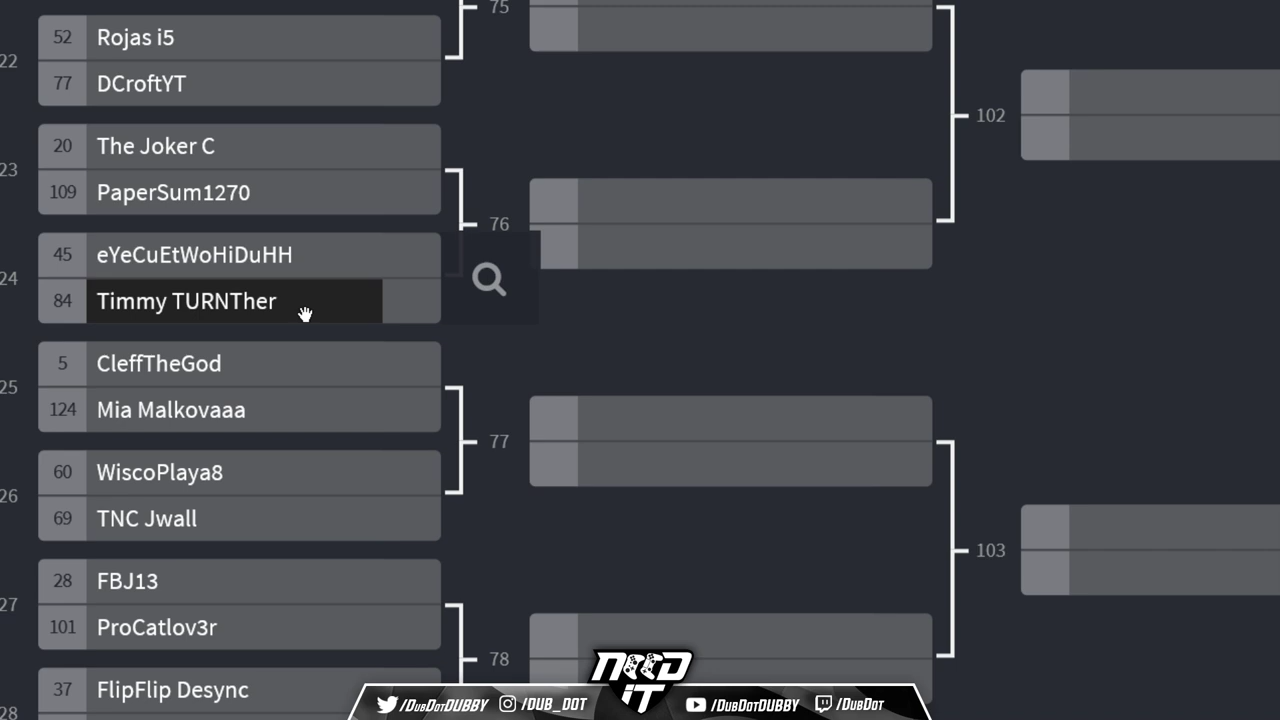 75
52 Rojas i5
22
77 DCroftYT
102
20 The Joker C
23
109 PaperSum1270
76
45 eYeCuEtWoHiDuHH
24
84 Timmy TURNTher
5 CleffTheGod
25
124 Mia Malkovaaa
77
60 WiscoPlaya8
26
69 TNC Jwall
103
28 FBJ13
27
101 ProCatlov3r
78
37 FlipFlip Desync
28
NEED
iT
/DubDotDUBBY /DUB_DOT /DubDotDUBBY /DubDot